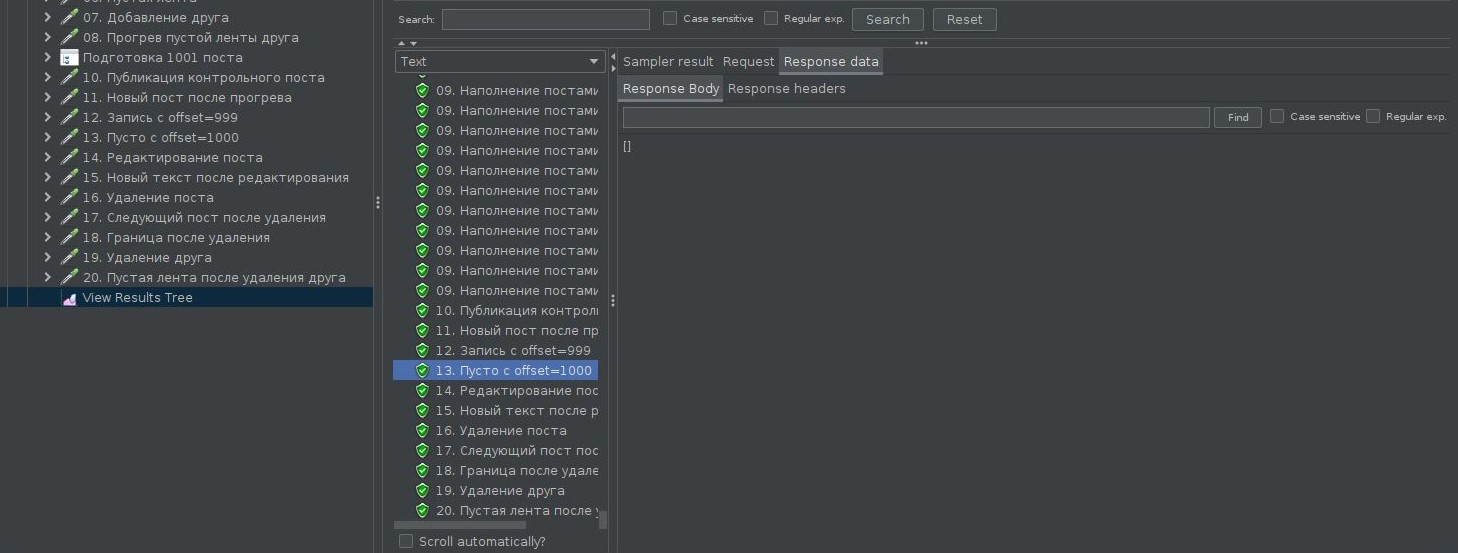 07. Добавление друга
08. Прогрев пустой ленты друга
Подготовка 1001 поста
10. Публикация контрольного поста
11. Новый пост после прогрева
12. Запись с offset=999
13. Пусто с offset=1000
14. Редактирование поста
15. Новый текст после редактирования
16. Удаление поста
17. Следующий пост после удаления
18. Граница после удаления
19. Удаление друга
20. Пустая лента после удаления друга
View Results Tree
Search: Case sensitive Regular exp. Search Reset
Text
09. Наполнение постами
09. Наполнение постами
09. Наполнение постами
09. Наполнение постами
09. Наполнение постами
09. Наполнение постами
09. Наполнение постами
09. Наполнение постами
09. Наполнение постами
09. Наполнение постами
09. Наполнение постами
10. Публикация контрол
11. Новый пост после пр
12. Запись с offset=999
13. Пусто с offset=1000
14. Редактирование пос
15. Новый текст после р
16. Удаление поста
17. Следующий пост пос
18. Граница после удале
19. Удаление друга
20. Пустая лента после у
Scroll automatically?
Sampler result Request Response data
Response Body Response headers
Find Case sensitive Regular exp.
[]